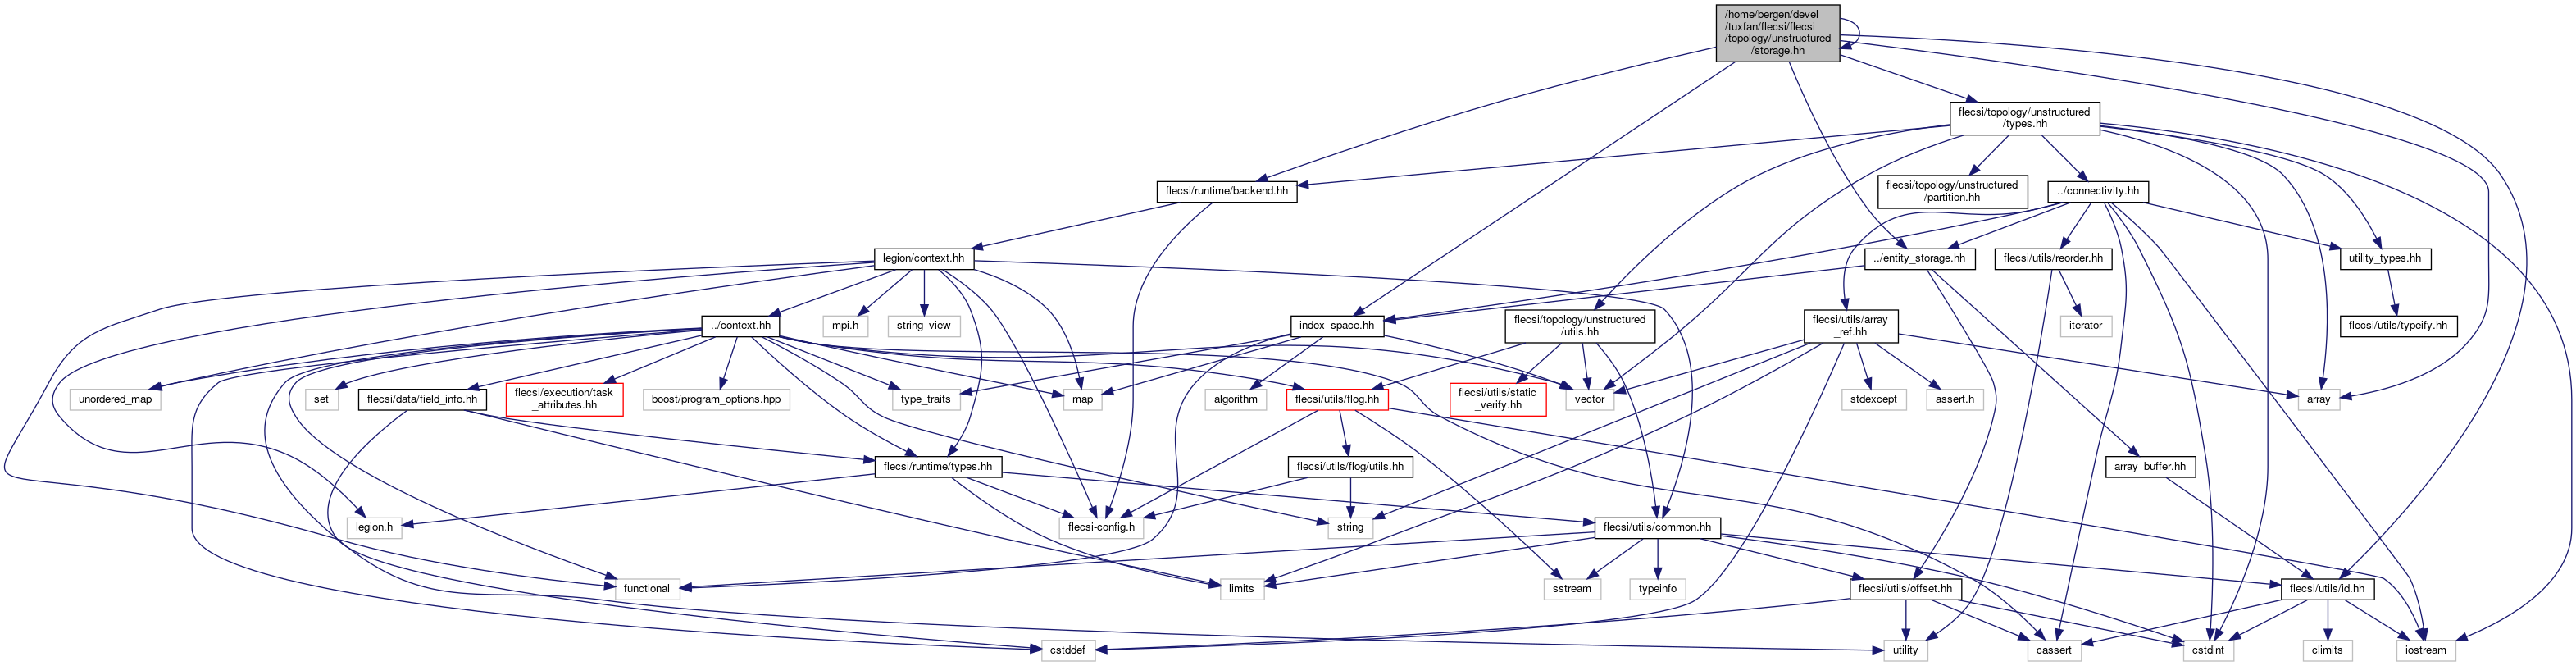 /home/bergen/devel
/tuxfan/flecsi/flecsi
/topology/unstructured
/storage.hh
flecsi/topology/unstructured
/types.hh
flecsi/runtime/backend.hh
flecsi/topology/unstructured
/partition.hh
../connectivity.hh
legion/context.hh
../entity_storage.hh
flecsi/utils/reorder.hh
utility_types.hh
../context.hh
mpi.h
string_view
index_space.hh
flecsi/topology/unstructured
/utils.hh
flecsi/utils/array
_ref.hh
iterator
flecsi/utils/typeify.hh
unordered_map
set
flecsi/data/field_info.hh
flecsi/execution/task
_attributes.hh
boost/program_options.hpp
type_traits
map
algorithm
flecsi/utils/flog.hh
flecsi/utils/static
_verify.hh
vector
stdexcept
assert.h
array
flecsi/runtime/types.hh
flecsi/utils/flog/utils.hh
array_buffer.hh
legion.h
flecsi-config.h
string
flecsi/utils/common.hh
functional
limits
sstream
typeinfo
flecsi/utils/offset.hh
flecsi/utils/id.hh
cstddef
utility
cassert
cstdint
climits
iostream